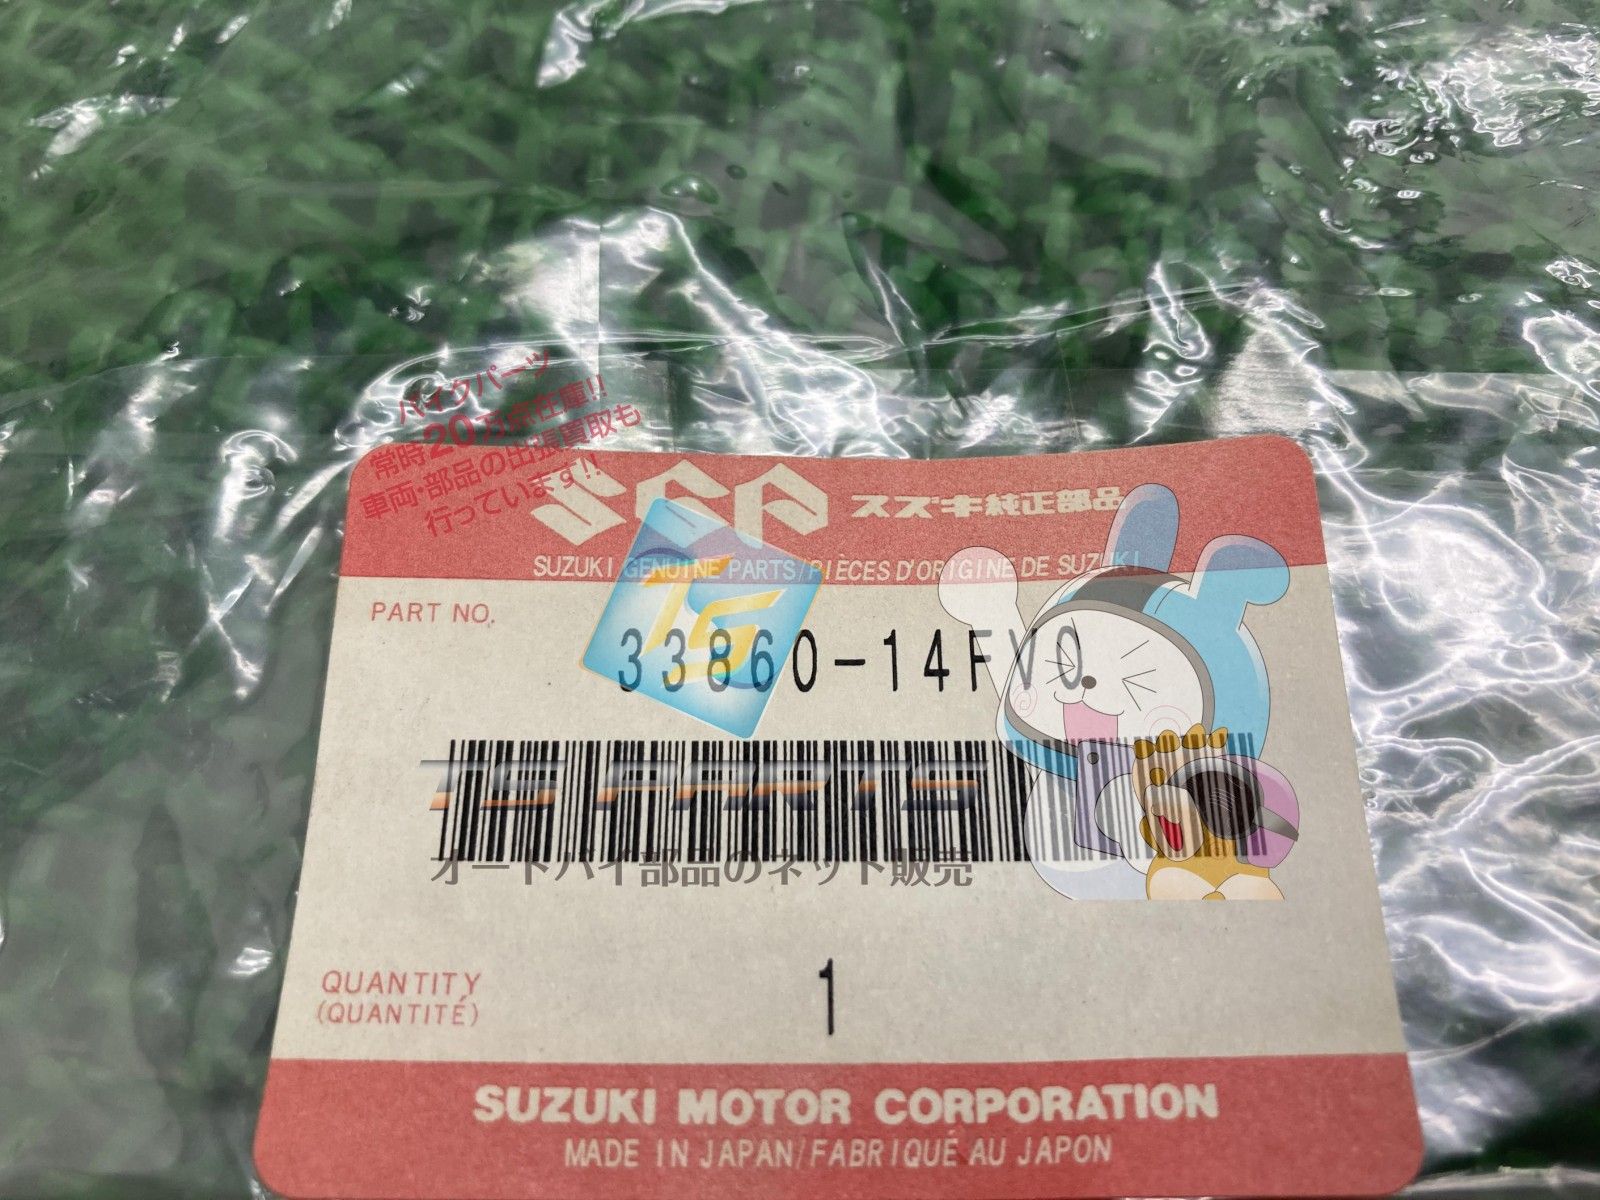 バイクパーツ
常時20万点在庫!!
車両・部品の出張買取も
行っています!!
SGP スズキ純正部品
SUZUKI GENUINE PARTS/PIÈCES D'ORIGINE DE SUZUKI
PART NO.
TS
33860-14FV0
TS PARTS
オートバイ部品のネット販売
QUANTITY
(QUANTITÉ)
1
SUZUKI MOTOR CORPORATION
MADE IN JAPAN/FABRIQUÉ AU JAPON